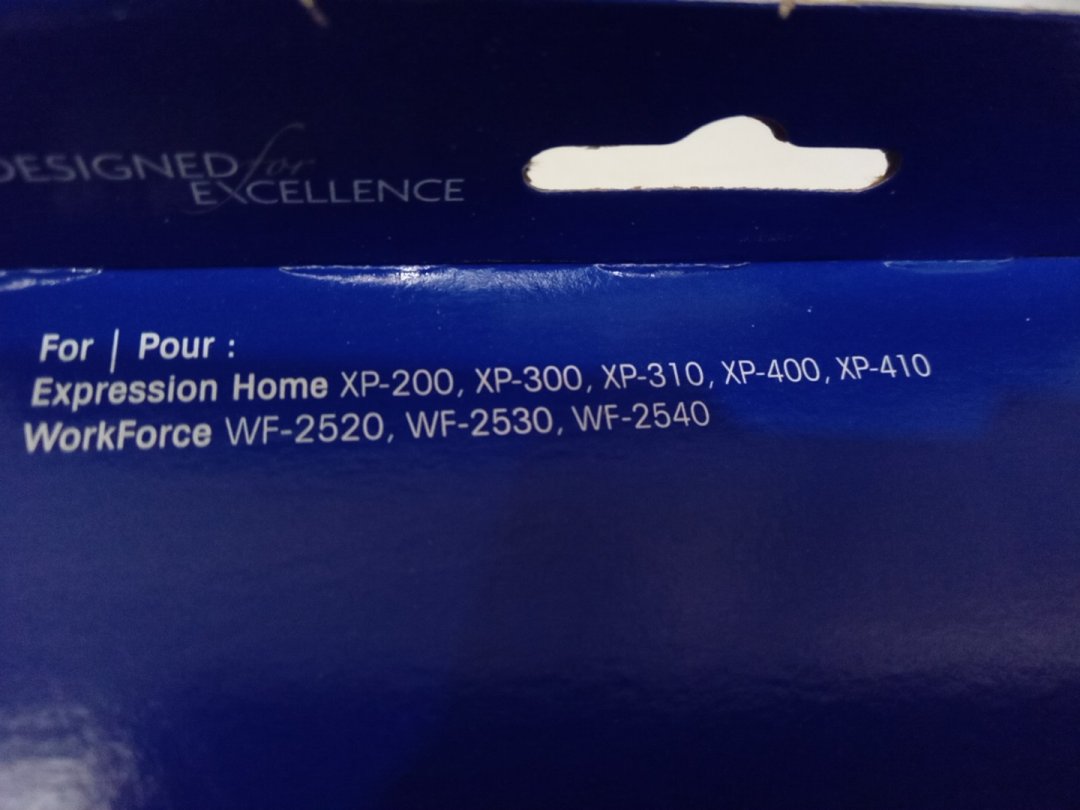 DESIGNED for
EXCELLENCE
For | Pour :
Expression Home XP-200, XP-300, XP-310, XP-400, XP-410
WorkForce WF-2520, WF-2530, WF-2540